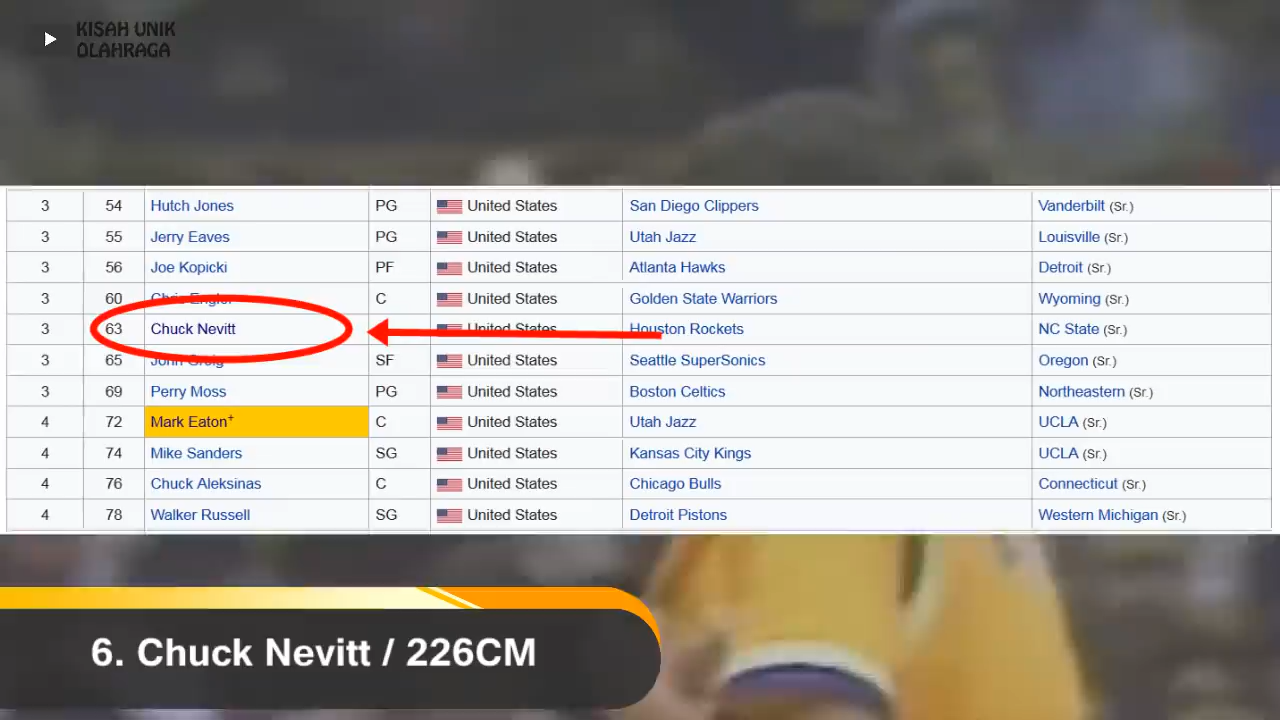 KISAH UNIK
OLAHRAGA
3 54 Hutch Jones PG United States San Diego Clippers Vanderbilt (Sr.)
3 55 Jerry Eaves PG United States Utah Jazz Louisville (Sr.)
3 56 Joe Kopicki PF United States Atlanta Hawks Detroit (Sr.)
3 60 Chris Engler C United States Golden State Warriors Wyoming (Sr.)
3 63 Chuck Nevitt United States Houston Rockets NC State (Sr.)
3 65 John Greig SF United States Seattle SuperSonics Oregon (Sr.)
3 69 Perry Moss PG United States Boston Celtics Northeastern (Sr.)
4 72 Mark Eaton+ C United States Utah Jazz UCLA (Sr.)
4 74 Mike Sanders SG United States Kansas City Kings UCLA (Sr.)
4 76 Chuck Aleksinas C United States Chicago Bulls Connecticut (Sr.)
4 78 Walker Russell SG United States Detroit Pistons Western Michigan (Sr.)
6. Chuck Nevitt / 226CM